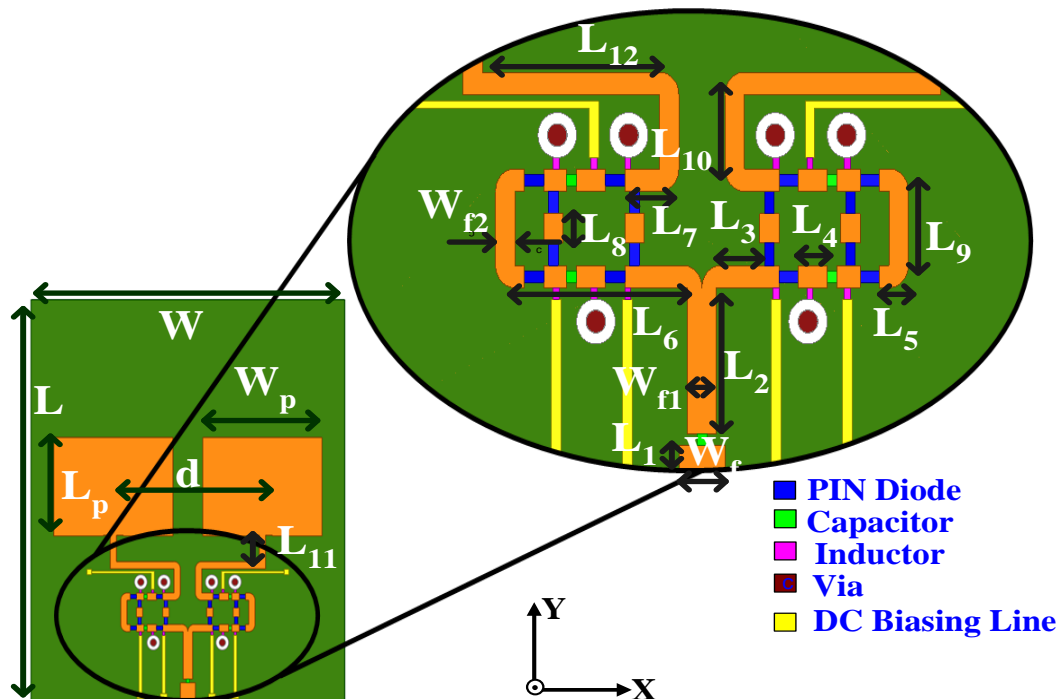 L12
L10
Wf2
L8
L7
L3
L4
L9
L6
L5
W
Wf1
L2
L
Wp
L1
Wf
Lp
d
L11
PIN Diode
Capacitor
Inductor
C Via
DC Biasing Line
Y
X
c